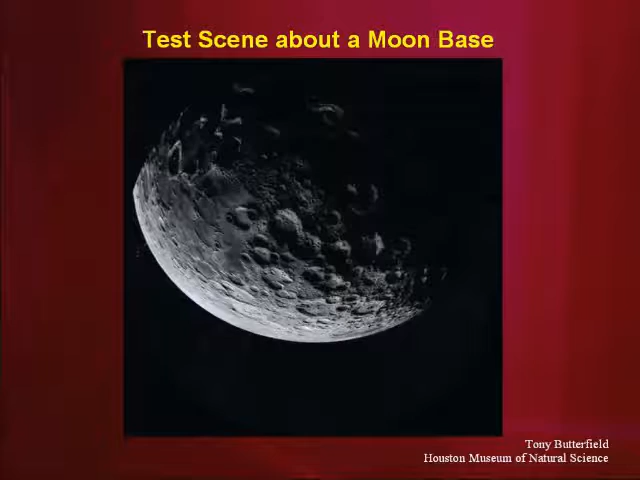 Test Scene about a Moon Base
Tony Butterfield
Houston Museum of Natural Science